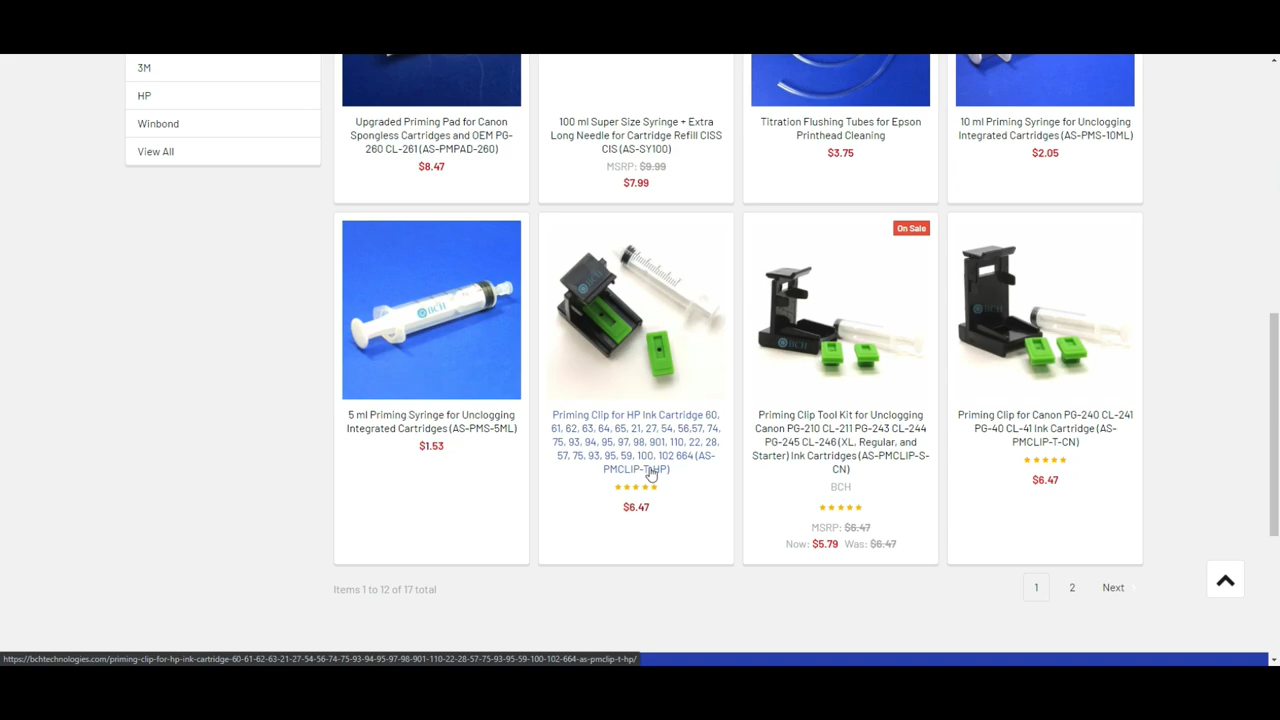 3M
HP
Winbond
View All
Upgraded Priming Pad for Canon
Spongless Cartridges and OEM PG-
260 CL-261 (AS-PMPAD-260)
$8.47
100 ml Super Size Syringe + Extra
Long Needle for Cartridge Refill CISS
CIS (AS-SY100)
MSRP: $9.99
$7.99
Titration Flushing Tubes for Epson
Printhead Cleaning
$3.75
10 ml Priming Syringe for Unclogging
Integrated Cartridges (AS-PMS-10ML)
$2.05
BCH
5 ml Priming Syringe for Unclogging
Integrated Cartridges (AS-PMS-5ML)
$1.53
BCH
Priming Clip for HP Ink Cartridge 60,
61, 62, 63, 64, 65, 21, 27, 54, 56,57, 74,
75, 93, 94, 95, 97, 98, 901, 110, 22, 28,
57, 75, 93, 95, 59, 100, 102 664 (AS-
PMCLIP-T-HP)
$6.47
On Sale
BCH
Priming Clip Tool Kit for Unclogging
Canon PG-210 CL-211 PG-243 CL-244
PG-245 CL-246 (XL, Regular, and
Starter) Ink Cartridges (AS-PMCLIP-S-
CN)
BCH
MSRP: $6.47
Now: $5.79 Was: $6.47
BCH
Priming Clip for Canon PG-240 CL-241
PG-40 CL-41 Ink Cartridge (AS-
PMCLIP-T-CN)
$6.47
Items 1 to 12 of 17 total
1 2 Next
https://bchtechnologies.com/priming-clip-for-hp-ink-cartridge-60-61-62-63-21-27-54-56-74-75-93-94-95-97-98-901-110-22-28-57-75-93-95-59-100-102-664-as-pmclip-t-hp/